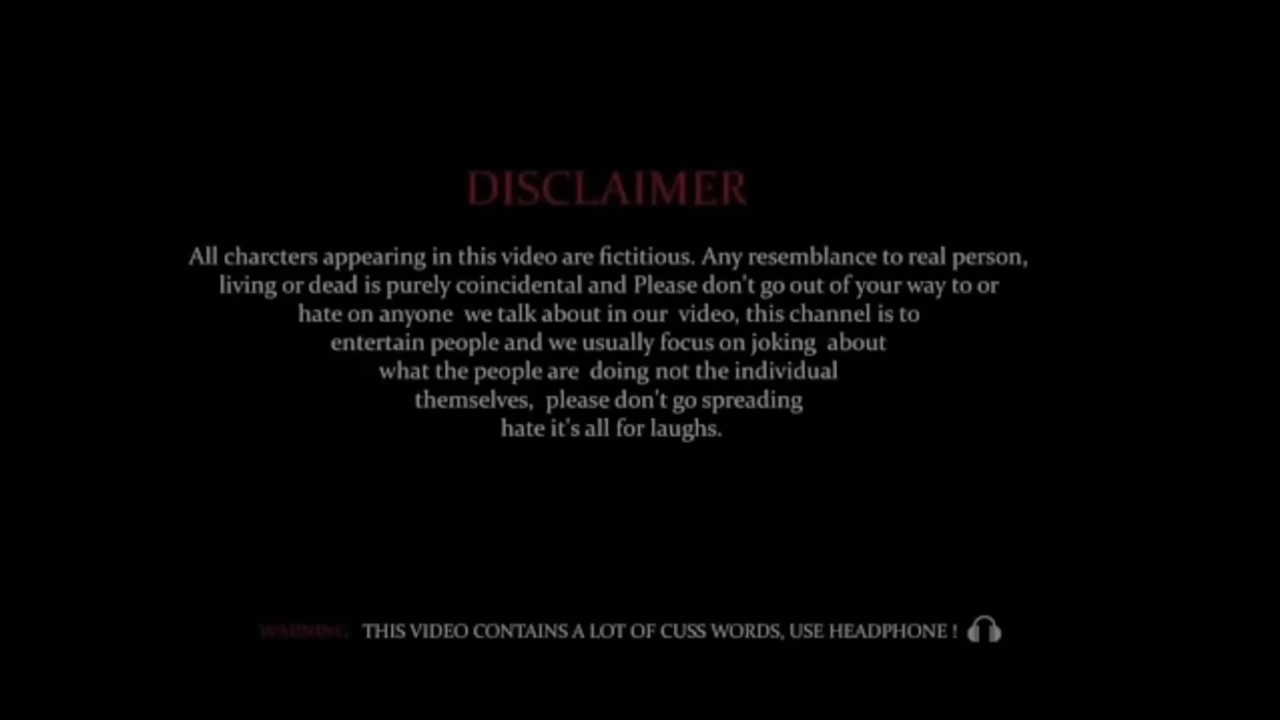 DISCLAIMER
All charcters appearing in this video are fictitious. Any resemblance to real person,
living or dead is purely coincidental and Please don't go out of your way to or
hate on anyone we talk about in our video, this channel is to
entertain people and we usually focus on joking about
what the people are doing not the individual
themselves, please don't go spreading
hate it's all for laughs.
WARNING THIS VIDEO CONTAINS A LOT OF CUSS WORDS, USE HEADPHONE !